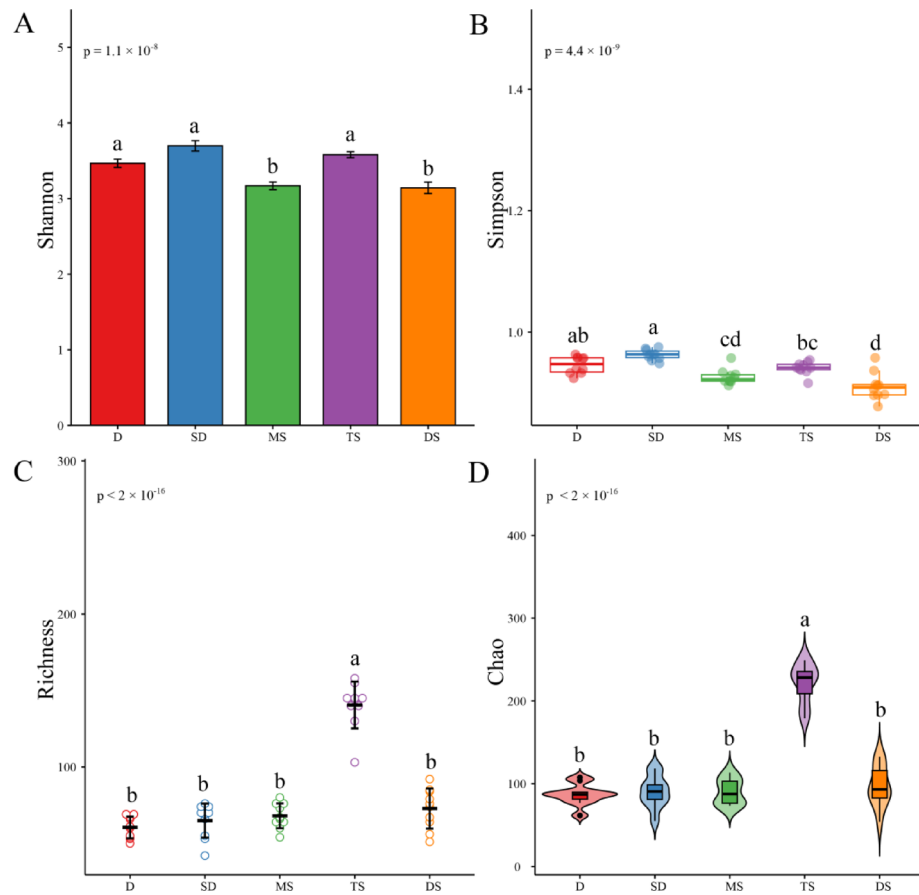 A
p = 1.1 × 10⁻⁸
Shannon
5
4
3
2
1
0
a
a
b
a
b
D
SD
MS
TS
DS
B
p = 4.4 × 10⁻⁹
Simpson
1.4
1.2
1.0
ab
a
cd
bc
d
D
SD
MS
TS
DS
C
p < 2 × 10⁻¹⁶
Richness
300
200
100
b
b
b
a
b
D
SD
MS
TS
DS
D
p < 2 × 10⁻¹⁶
Chao
400
300
200
100
0
b
b
b
a
b
D
SD
MS
TS
DS